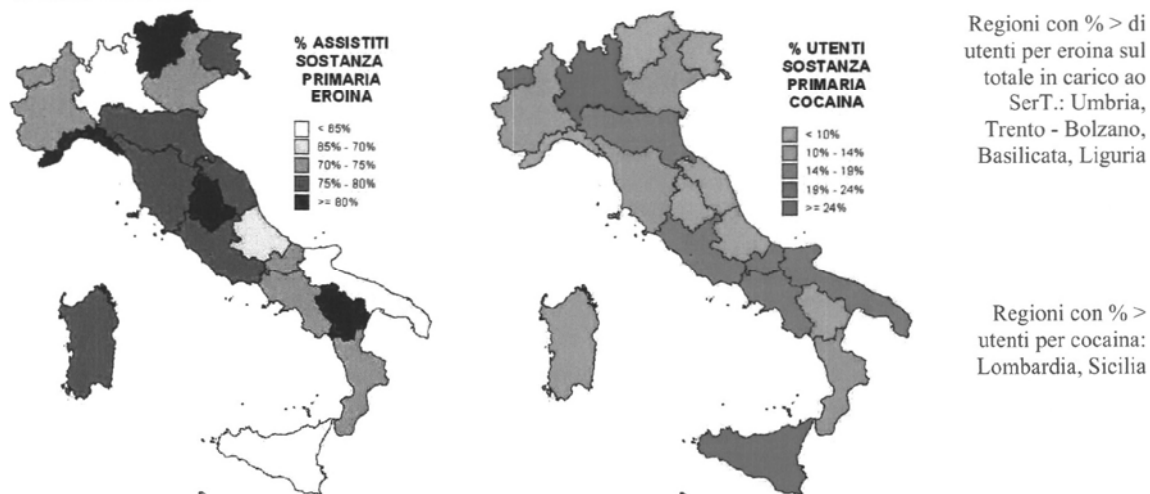 % ASSISTITI
SOSTANZA
PRIMARIA
EROINA
< 65%
65% - 70%
70% - 75%
75% - 80%
>= 80%
% UTENTI
SOSTANZA
PRIMARIA
COCAINA
< 10%
10% - 14%
14% - 19%
19% - 24%
>= 24%
Regioni con % > di
utenti per eroina sul
totale in carico ao
SerT.: Umbria,
Trento - Bolzano,
Basilicata, Liguria
Regioni con % >
utenti per cocaina:
Lombardia, Sicilia